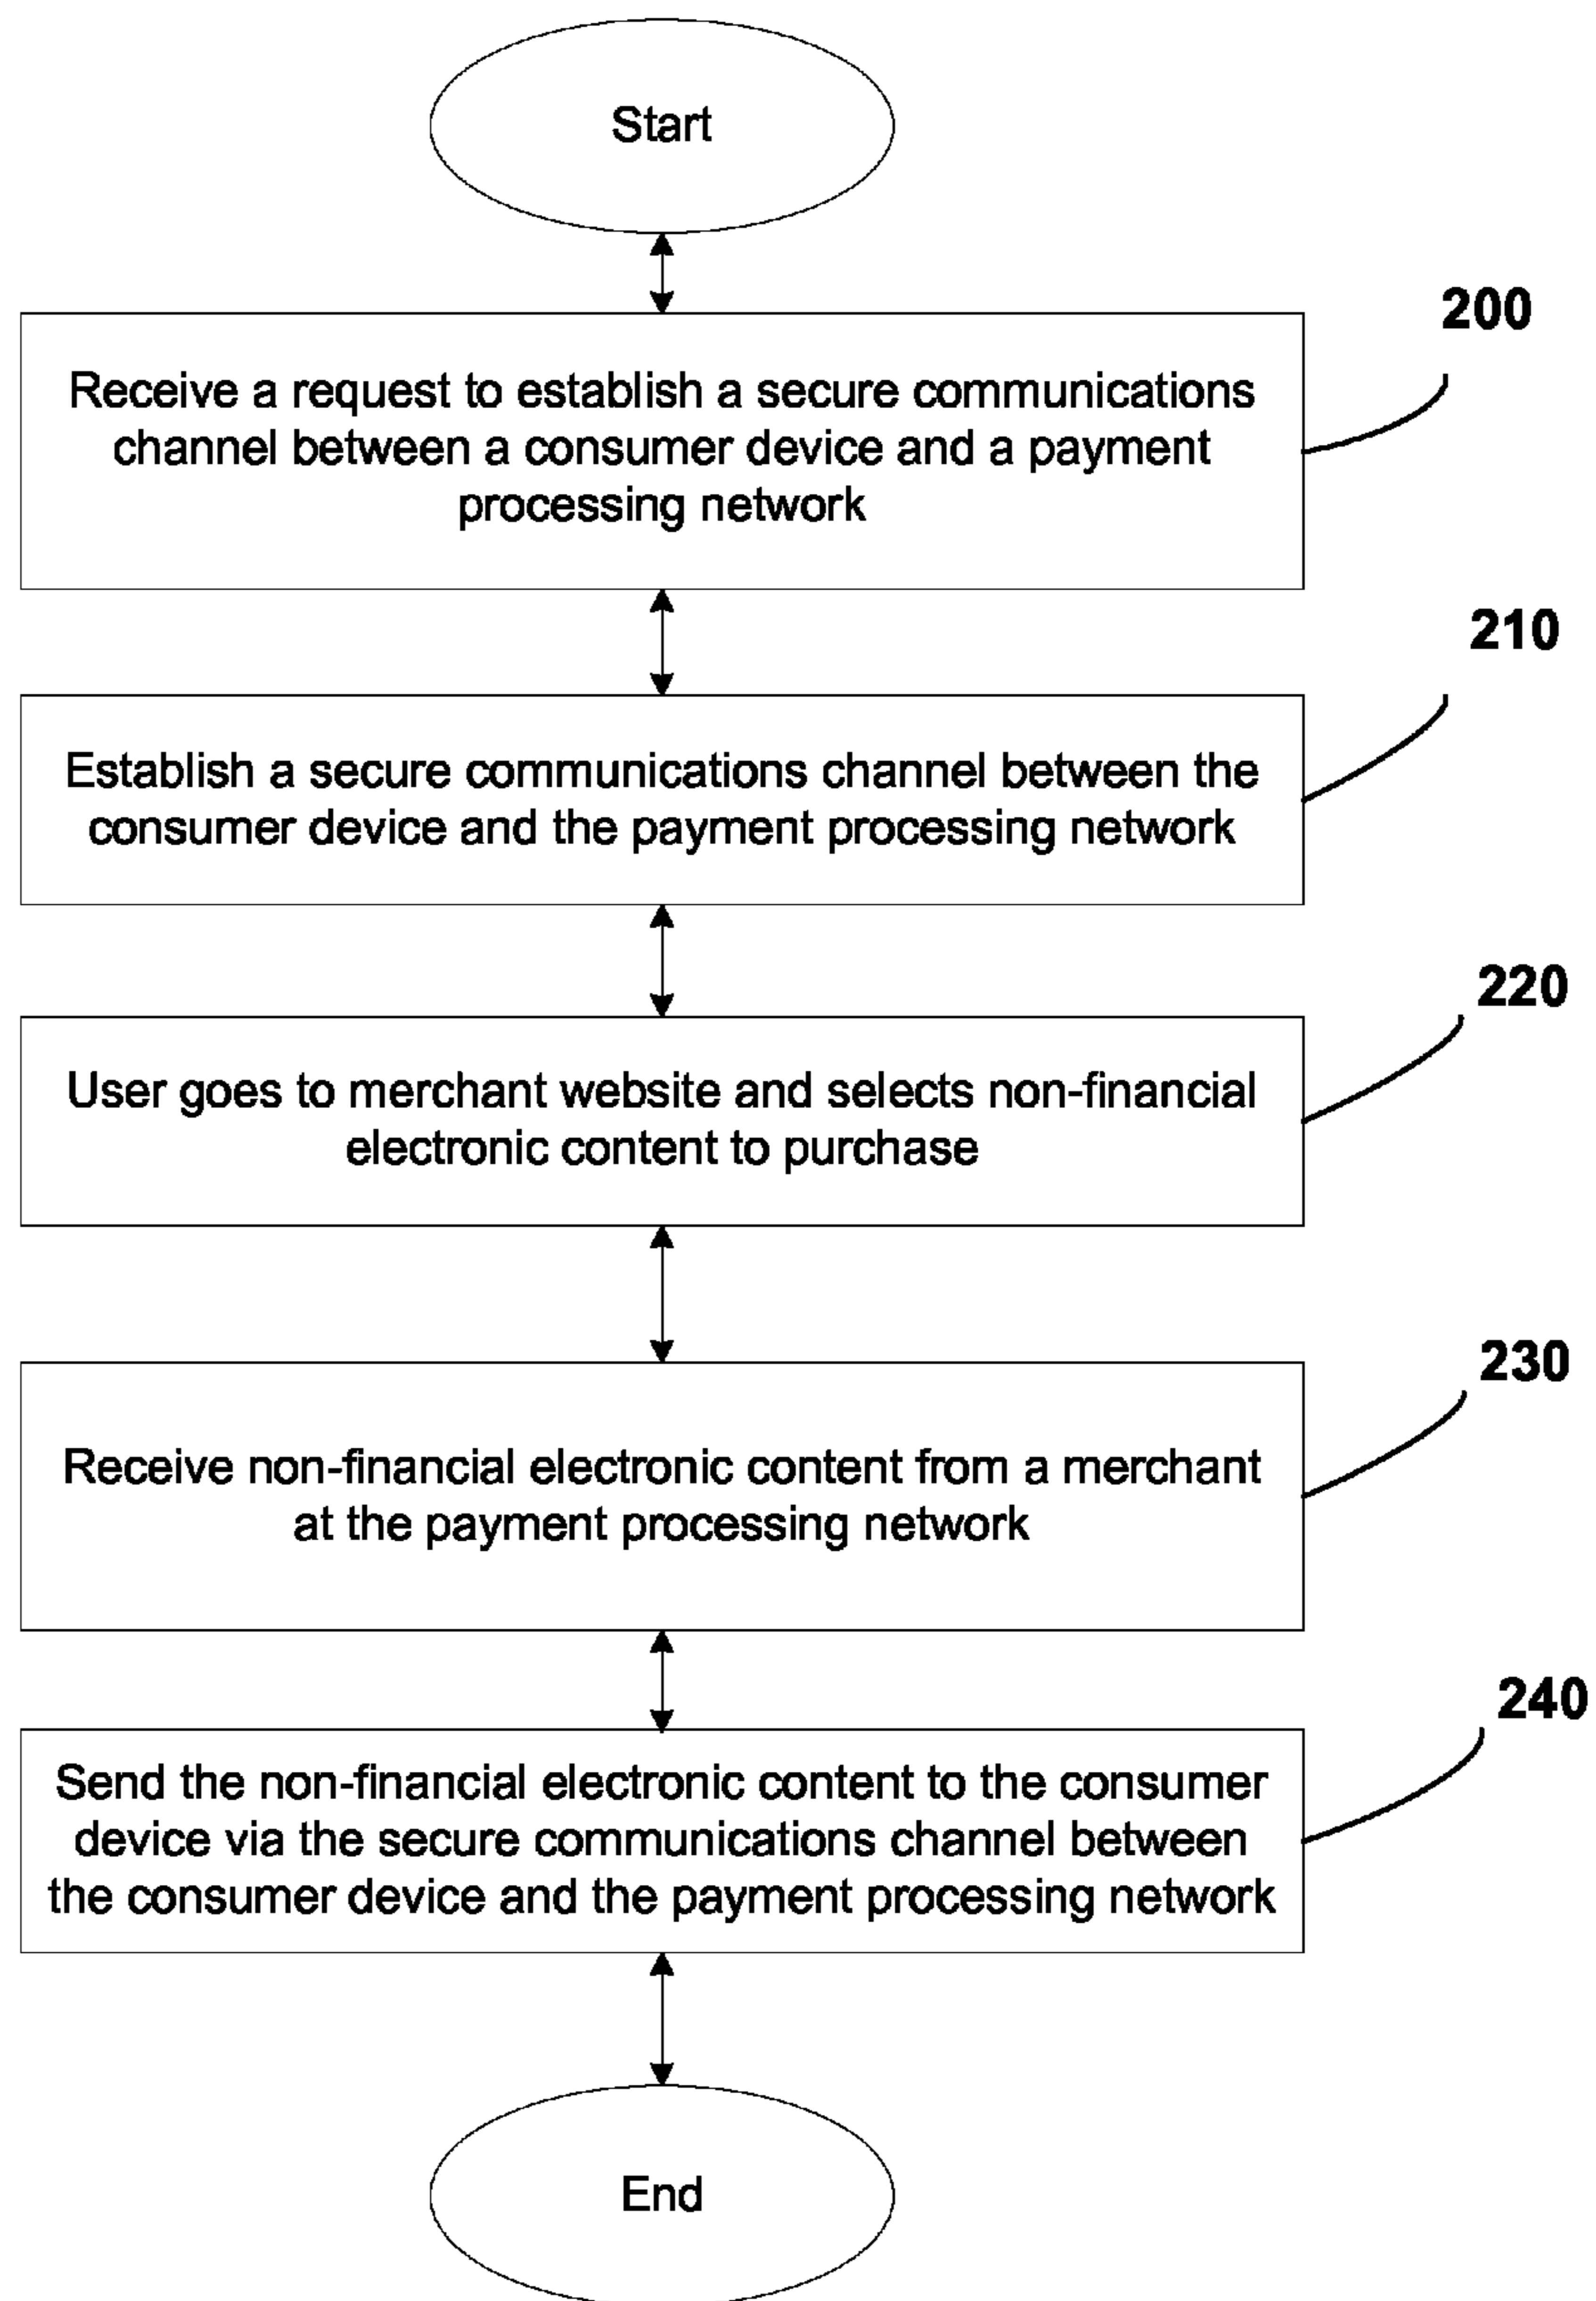 Start
200
Receive a request to establish a secure communications
channel between a consumer device and a payment
processing network
210
Establish a secure communications channel between the
consumer device and the payment processing network
220
User goes to merchant website and selects non-financial
electronic content to purchase
230
Receive non-financial electronic content from a merchant
at the payment processing network
240
Send the non-financial electronic content to the consumer
device via the secure communications channel between
the consumer device and the payment processing network
End